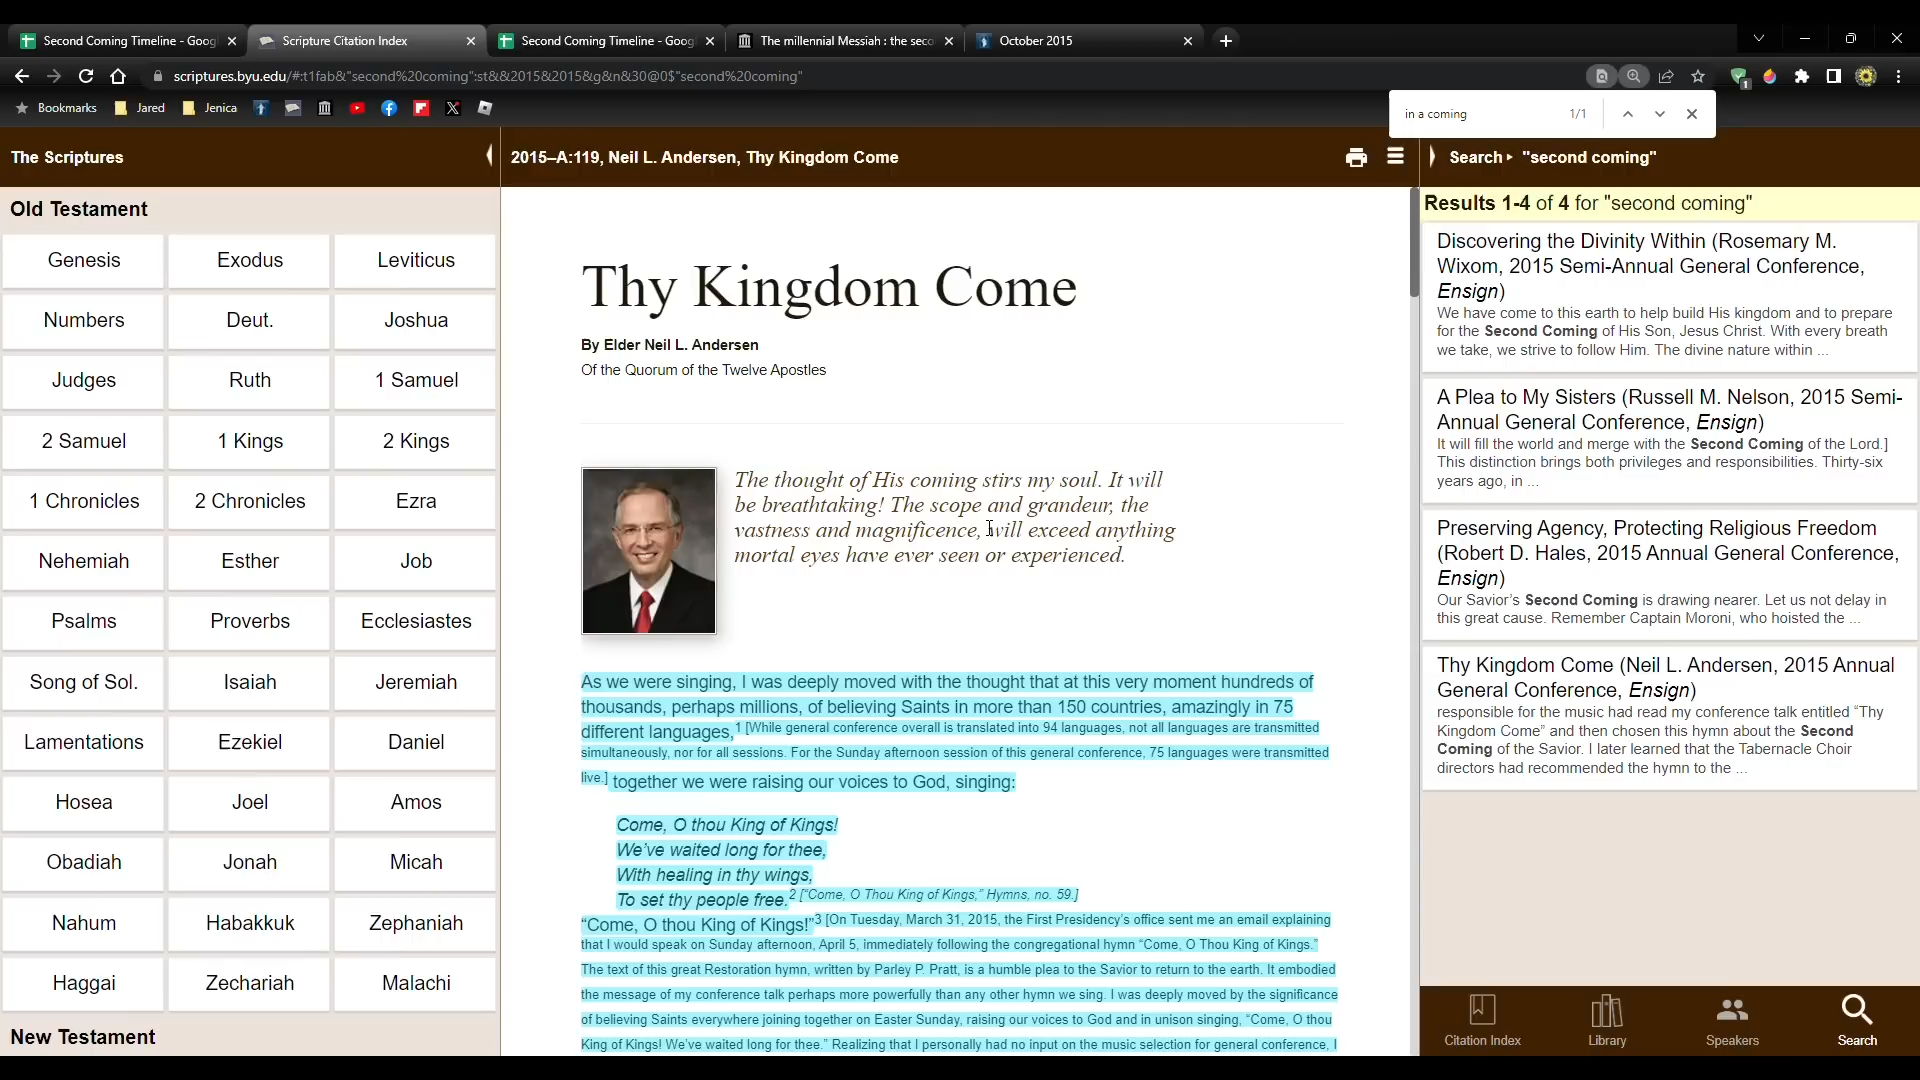 Second Coming Timeline - Goog
Scripture Citation Index
Second Coming Timeline - Goog
The millennial Messiah : the seco
October 2015
scriptures.byu.edu/#:t1fab&"second%20coming":st&&2015&2015&g&n&30@0$"second%20coming"
Bookmarks
Jared
Jenica
in a coming
1/1
The Scriptures
Old Testament
Genesis Exodus Leviticus
Numbers Deut. Joshua
Judges Ruth 1 Samuel
2 Samuel 1 Kings 2 Kings
1 Chronicles 2 Chronicles Ezra
Nehemiah Esther Job
Psalms Proverbs Ecclesiastes
Song of Sol. Isaiah Jeremiah
Lamentations Ezekiel Daniel
Hosea Joel Amos
Obadiah Jonah Micah
Nahum Habakkuk Zephaniah
Haggai Zechariah Malachi
New Testament
2015–A:119, Neil L. Andersen, Thy Kingdom Come
Thy Kingdom Come
By Elder Neil L. Andersen
Of the Quorum of the Twelve Apostles
The thought of His coming stirs my soul. It will
be breathtaking! The scope and grandeur, the
vastness and magnificence, will exceed anything
mortal eyes have ever seen or experienced.
As we were singing, I was deeply moved with the thought that at this very moment hundreds of
thousands, perhaps millions, of believing Saints in more than 150 countries, amazingly in 75
different languages,1 [While general conference overall is translated into 94 languages, not all languages are transmitted
simultaneously, nor for all sessions. For the Sunday afternoon session of this general conference, 75 languages were transmitted
live.] together we were raising our voices to God, singing:
Come, O thou King of Kings!
We've waited long for thee,
With healing in thy wings,
To set thy people free.2 ["Come, O Thou King of Kings," Hymns, no. 59.]
“Come, O thou King of Kings!”3 [On Tuesday, March 31, 2015, the First Presidency's office sent me an email explaining
that I would speak on Sunday afternoon, April 5, immediately following the congregational hymn “Come, O Thou King of Kings.”
The text of this great Restoration hymn, written by Parley P. Pratt, is a humble plea to the Savior to return to the earth. It embodied
the message of my conference talk perhaps more powerfully than any other hymn we sing. I was deeply moved by the significance
of believing Saints everywhere joining together on Easter Sunday, raising our voices to God and in unison singing, “Come, O thou
King of Kings! We've waited long for thee.” Realizing that I personally had no input on the music selection for general conference, I
Search "second coming"
Results 1-4 of 4 for "second coming"
Discovering the Divinity Within (Rosemary M.
Wixom, 2015 Semi-Annual General Conference,
Ensign)
We have come to this earth to help build His kingdom and to prepare
for the Second Coming of His Son, Jesus Christ. With every breath
we take, we strive to follow Him. The divine nature within ...
A Plea to My Sisters (Russell M. Nelson, 2015 Semi-
Annual General Conference, Ensign)
It will fill the world and merge with the Second Coming of the Lord.]
This distinction brings both privileges and responsibilities. Thirty-six
years ago, in ...
Preserving Agency, Protecting Religious Freedom
(Robert D. Hales, 2015 Annual General Conference,
Ensign)
Our Savior's Second Coming is drawing nearer. Let us not delay in
this great cause. Remember Captain Moroni, who hoisted the ...
Thy Kingdom Come (Neil L. Andersen, 2015 Annual
General Conference, Ensign)
responsible for the music had read my conference talk entitled “Thy
Kingdom Come” and then chosen this hymn about the Second
Coming of the Savior. I later learned that the Tabernacle Choir
directors had recommended the hymn to the ...
Citation Index
Library
Speakers
Search